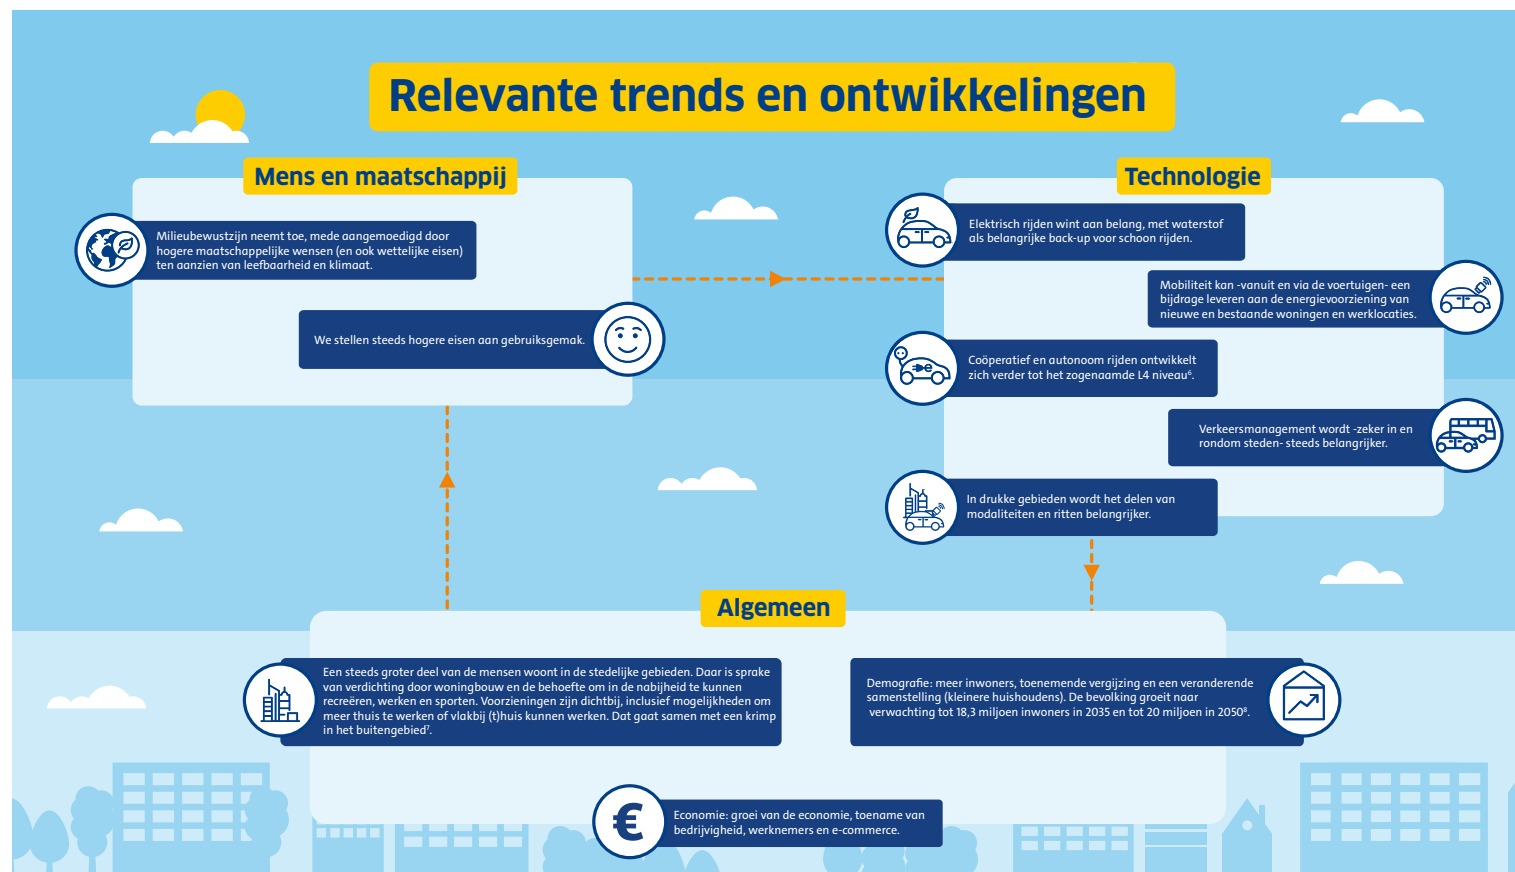 Relevante trends en ontwikkelingen
Mens en maatschappij
Milieubewustzijn neemt toe, mede aangemoedigd door
hogere maatschappelijke wensen (en ook wettelijke eisen)
ten aanzien van leefbaarheid en klimaat.
We stellen steeds hogere eisen aan gebruiksgemak.
Technologie
Elektrisch rijden wint aan belang, met waterstof
als belangrijke back-up voor schoon rijden.
Mobiliteit kan -vanuit en via de voertuigen- een
bijdrage leveren aan de energievoorziening van
nieuwe en bestaande woningen en werklocaties.
e
Coöperatief en autonoom rijden ontwikkelt
zich verder tot het zogenaamde L4 niveau⁶.
Verkeersmanagement wordt -zeker in en
rondom steden- steeds belangrijker.
In drukke gebieden wordt het delen van
modaliteiten en ritten belangrijker.
Algemeen
Een steeds groter deel van de mensen woont in de stedelijke gebieden. Daar is sprake
van verdichting door woningbouw en de behoefte om in de nabijheid te kunnen
recreëren, werken en sporten. Voorzieningen zijn dichtbij, inclusief mogelijkheden om
meer thuis te werken of vlakbij (t)huis kunnen werken. Dat gaat samen met een krimp
in het buitengebied⁷.
Demografie: meer inwoners, toenemende vergijzing en een veranderende
samenstelling (kleinere huishoudens). De bevolking groeit naar
verwachting tot 18,3 miljoen inwoners in 2035 en tot 20 miljoen in 2050⁸.
€
Economie: groei van de economie, toename van
bedrijvigheid, werknemers en e-commerce.